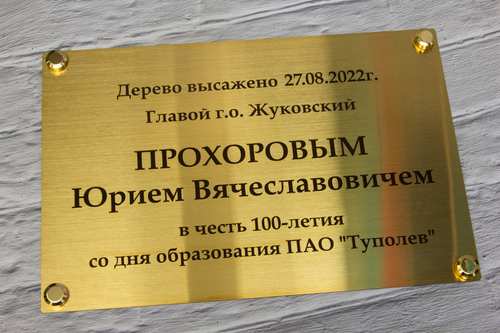 Дерево высажено 27.08.2022г.
Главой г.о. Жуковский
ПРОХОРОВЫМ
Юрием Вячеславовичем
в честь 100-летия
со дня образования ПАО "Туполев"